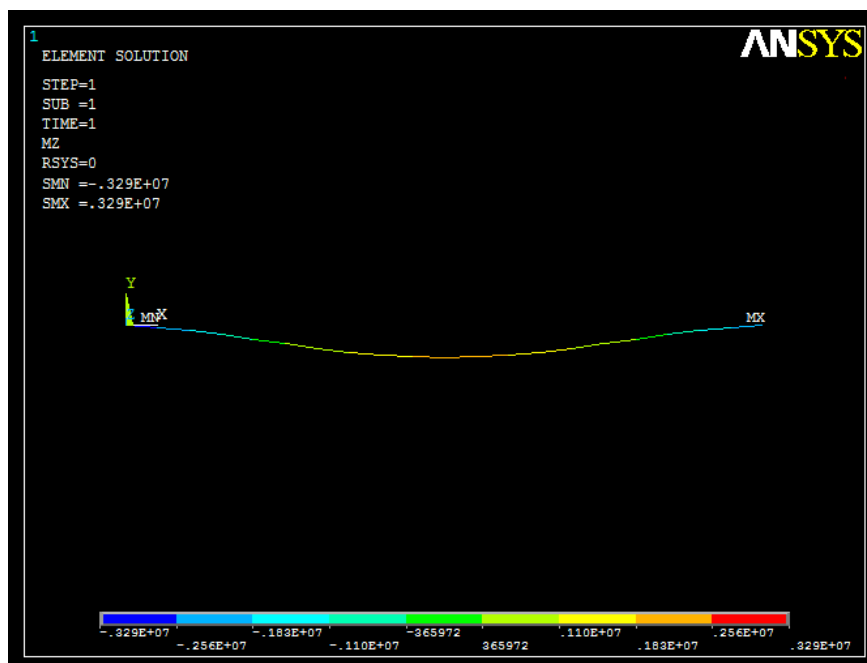 1
ANSYS
ELEMENT SOLUTION
STEP=1
SUB =1
TIME=1
MZ
RSYS=0
SMN =-.329E+07
SMX =.329E+07
Y
Z MN X
MX
-.329E+07 -.183E+07 -365972 .110E+07 .256E+07
-.256E+07 -.110E+07 365972 .183E+07 .329E+07